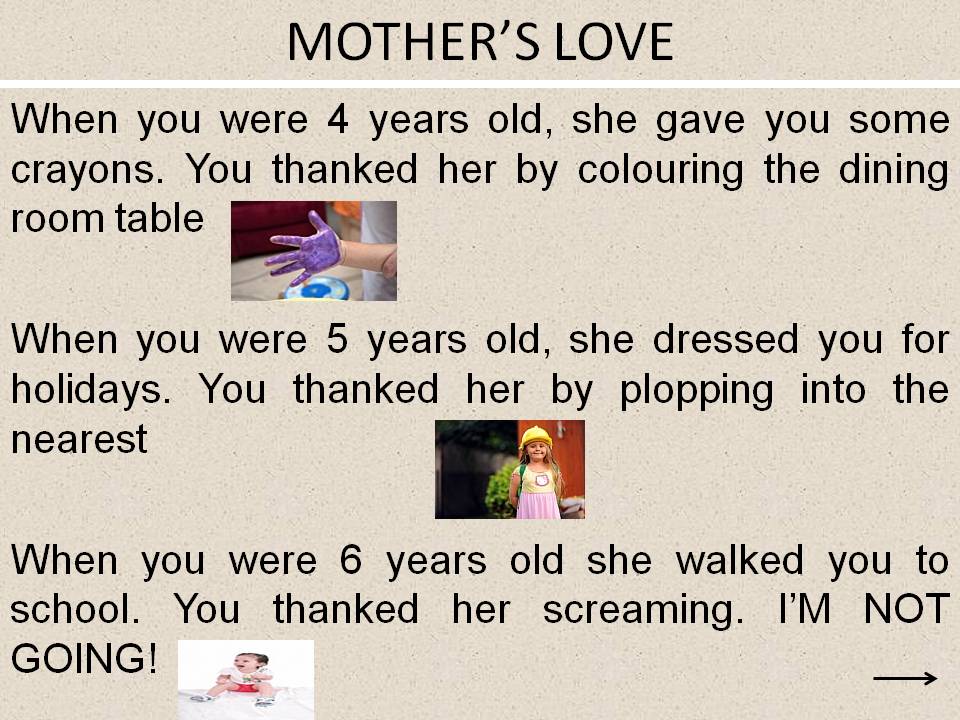 MOTHER’S LOVE
When you were 4 years old, she gave you some
crayons. You thanked her by colouring the dining
room table
When you were 5 years old, she dressed you for
holidays. You thanked her by plopping into the
nearest
When you were 6 years old she walked you to
school. You thanked her screaming. I’M NOT
GOING!